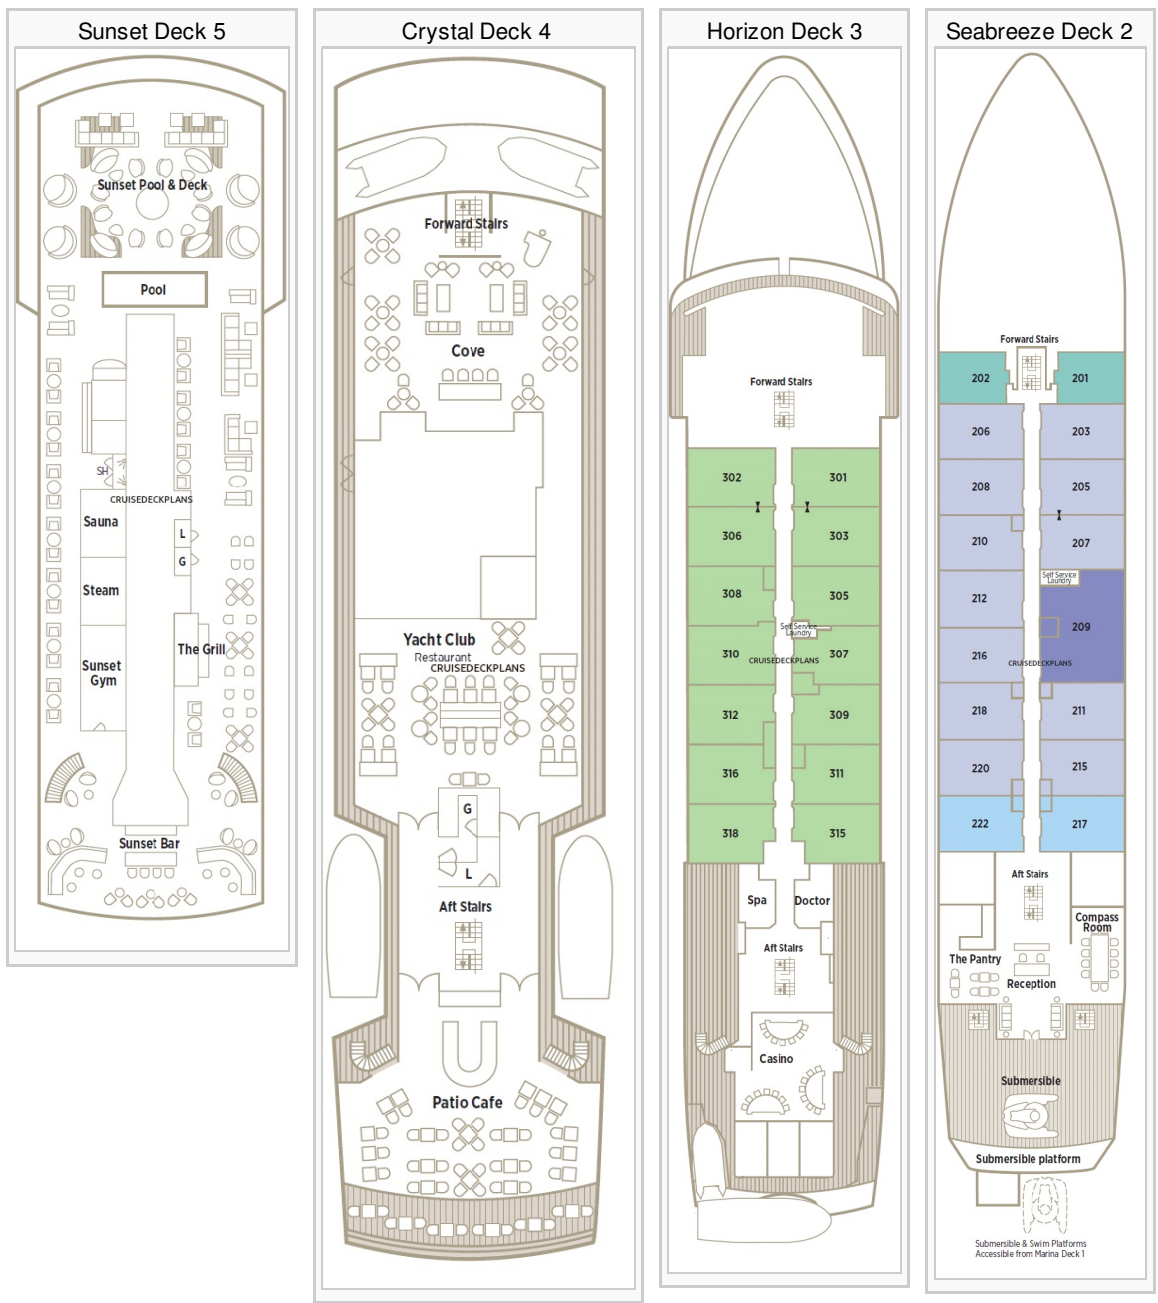 Sunset Deck 5
Sunset Pool & Deck
Pool
SH
CRUISEDECKPLANS
Sauna
L
G
Steam
The Grill
Sunset
Gym
Sunset Bar
Crystal Deck 4
Forward Stairs
Cove
Yacht Club
Restaurant
CRUISEDECKPLANS
G
L
Aft Stairs
Patio Cafe
Horizon Deck 3
Forward Stairs
302
301
306
303
308
305
Self Service
Laundry
310
307
CRUISEDECKPLANS
312
309
316
311
318
315
Spa
Doctor
Aft Stairs
Casino
Seabreeze Deck 2
Forward Stairs
202
201
206
203
208
205
210
207
Self Service
Laundry
212
209
216
CRUISEDECKPLANS
218
211
220
215
222
217
Aft Stairs
Compass
Room
The Pantry
Reception
Submersible
Submersible platform
Submersible & Swim Platforms
Accessible from Marina Deck 1